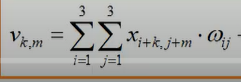 v_{k,m} = \sum_{i=1}^{3} \sum_{j=1}^{3} x_{i+k, j+m} \cdot \omega_{ij} -